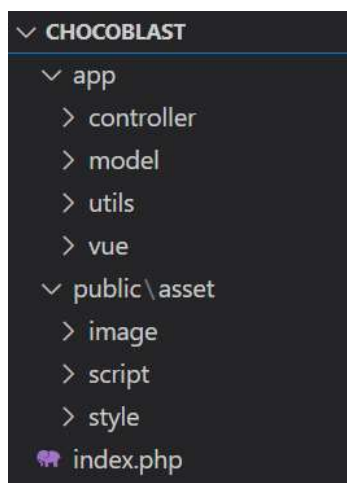 CHOCOBLAST
app
controller
model
utils
vue
public\asset
image
script
style
index.php